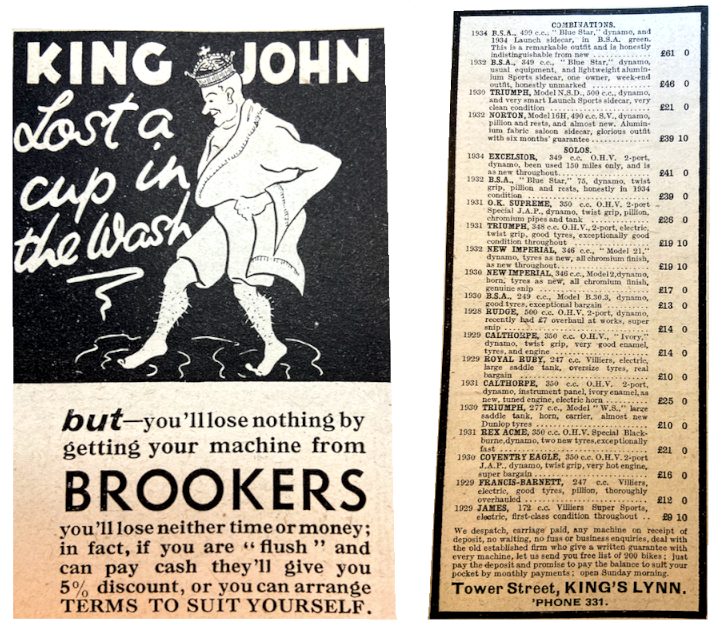 KING JOHN
Lost a
cup in
the Wash
but—you'll lose nothing by
getting your machine from
BROOKERS
you'll lose neither time or money;
in fact, if you are "flush" and
can pay cash they'll give you
5% discount, or you can arrange
TERMS TO SUIT YOURSELF.
COMBINATIONS.
1934 B.S.A., 499 c.c., "Blue Star," dynamo, and
1934 Launch sidecar, in B.S.A. green.
This is a remarkable outfit and is honestly
indistinguishable from new .......... £61 0
1932 B.S.A., 349 c.c., "Blue Star," dynamo,
usual equipment, and lightweight alumin-
ium Sports sidecar, one owner, week-end
outfit, honestly unmarked .......... £46 0
1930 TRIUMPH, Model N.S.D., 500 c.c., dynamo,
and very smart Launch Sports sidecar, very
clean condition .......... £21 0
1932 NORTON, Model 16H, 490 c.c. S.V., dynamo,
pillion and rests, and almost new. Alumin-
ium fabric saloon sidecar, glorious outfit
with six months' guarantee .......... £39 10
SOLOS.
1934 EXCELSIOR, 349 c.c. O.H.V. 2-port,
dynamo, been used 150 miles only, and is
as new throughout .......... £41 0
1932 B.S.A., "Blue Star," 75, dynamo, twist
grip, pillion and rests, honestly in 1934
condition .......... £39 0
1931 O.K. SUPREME, 350 c.c. O.H.V. 2-port
Special J.A.P., dynamo, twist grip, pillion,
chromium pipes and tank .......... £26 0
1931 TRIUMPH, 348 c.c. O.H.V., 2-port, electric,
twist grip, good tyres, exceptionally good
condition throughout .......... £19 10
1932 NEW IMPERIAL, 346 c.c., "Model 21,"
dynamo, tyres as new, all chromium finish,
as new throughout .......... £19 10
1930 NEW IMPERIAL, 346 c.c., Model 2, dynamo,
horn, tyres as new, all chromium finish,
genuine snip .......... £17 0
1930 B.S.A., 249 c.c., Model B.30.3, dynamo,
good tyres, exceptional bargain .......... £13 0
1928 RUDGE, 500 c.c. O.H.V. 2-port, dynamo,
recently had £7 overhaul at works, super
snip .......... £14 0
1929 CALTHORPE, 350 c.c. O.H.V., "Ivory,"
dynamo, twist grip, very good enamel,
tyres, and engine .......... £14 0
1929 ROYAL RUBY, 247 c.c. Villiers, electric,
large saddle tank, oversize tyres, real
bargain .......... £10 0
1931 CALTHORPE, 350 c.c. O.H.V. 2-port,
dynamo, instrument panel, ivory enamel, as
new, tuned engine, electric horn .......... £25 0
1930 TRIUMPH, 277 c.c., Model "W.S.," large
saddle tank, horn, carrier, almost new
Dunlop tyres .......... £10 0
1931 REX ACME, 350 c.c. O.H.V. Special Black-
burne, dynamo, two new tyres, exceptionally
fast .......... £21 0
1930 COVENTRY EAGLE, 350 c.c. O.H.V. 2-port
J.A.P., dynamo, twist grip, very hot engine,
super bargain .......... £16 0
1929 FRANCIS-BARNETT, 247 c.c. Villiers,
electric, good tyres, pillion, thoroughly
overhauled .......... £12 0
1929 JAMES, 172 c.c. Villiers Super Sports,
electric, first-class condition throughout . £9 10
We despatch, carriage paid, any machine on receipt of
deposit, no waiting, no fuss or business enquiries, deal with
the old established firm who give a written guarantee with
every machine, let us send you free list of 200 bikes; just
pay the deposit and promise to pay the balance to suit your
pocket by monthly payments; open Sunday morning.
Tower Street, KING'S LYNN.
'PHONE 331.